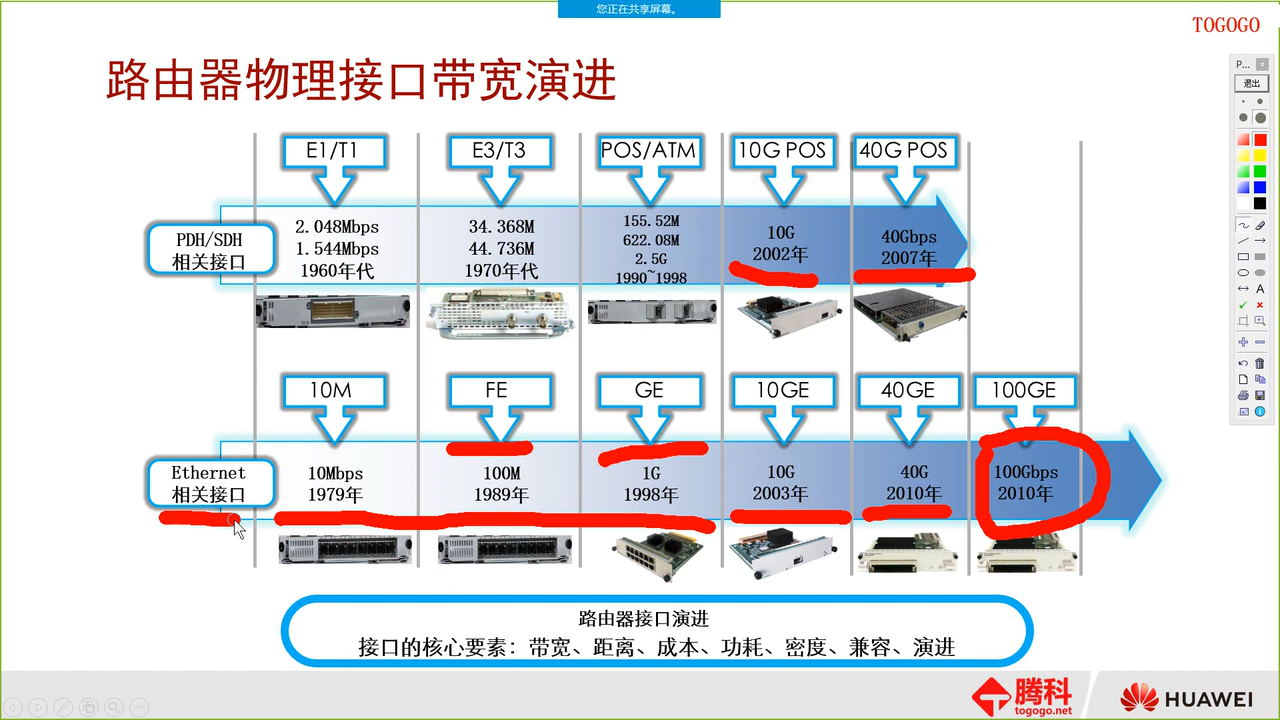 您正在共享屏幕。
TOGOGO
路由器物理接口带宽演进
P...
退出
E1/T1
E3/T3
POS/ATM
10G POS
40G POS
PDH/SDH
相关接口
2.048Mbps
1.544Mbps
1960年代
34.368M
44.736M
1970年代
155.52M
622.08M
2.5G
1990~1998
10G
2002年
40Gbps
2007年
10M
FE
GE
10GE
40GE
100GE
Ethernet
相关接口
10Mbps
1979年
100M
1989年
1G
1998年
10G
2003年
40G
2010年
100Gbps
2010年
路由器接口演进
接口的核心要素：带宽、距离、成本、功耗、密度、兼容、演进
腾科
togogo.net
HUAWEI